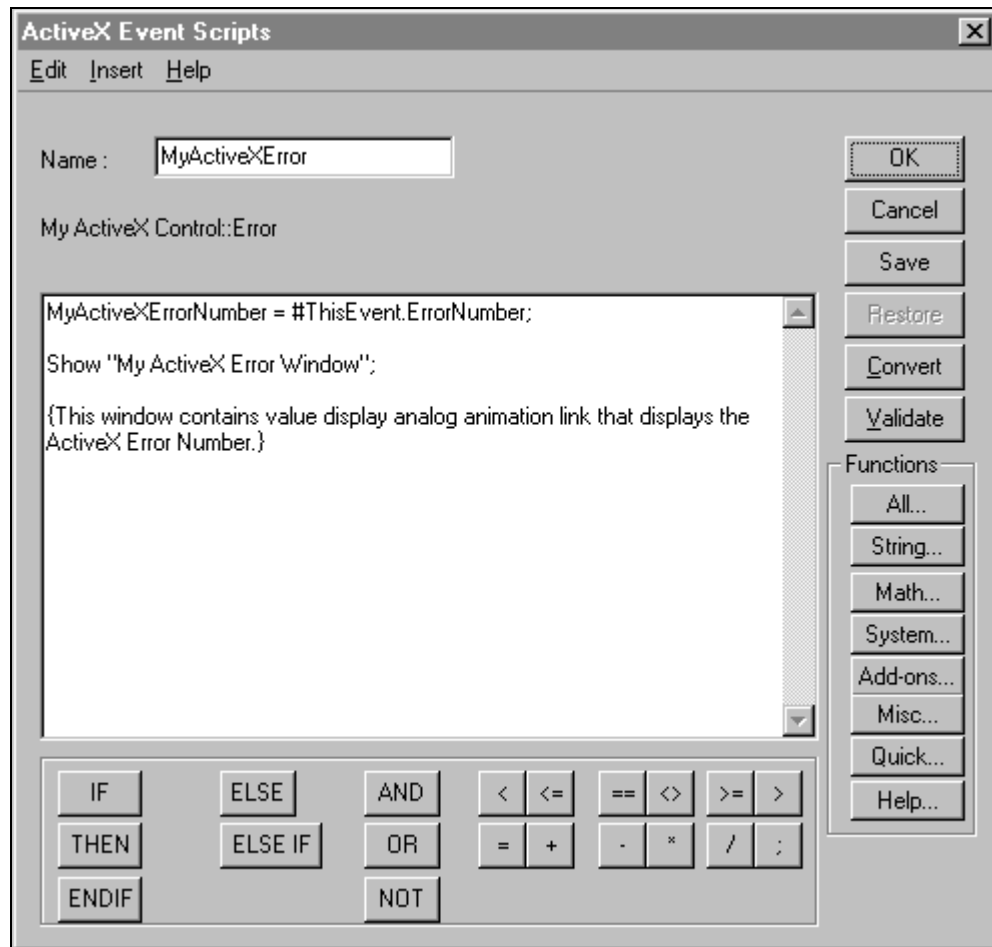 ActiveX Event Scripts
Edit Insert Help
Name :
MyActiveXError
My ActiveX Control::Error
MyActiveXErrorNumber = #ThisEvent.ErrorNumber;
Show "My ActiveX Error Window";
{This window contains value display analog animation link that displays the
ActiveX Error Number.}
OK
Cancel
Save
Restore
Convert
Validate
Functions
All...
String...
Math...
System...
Add-ons...
Misc...
Quick...
Help...
IF ELSE AND < <= == <> >= >
THEN ELSE IF OR = + - * / ;
ENDIF NOT